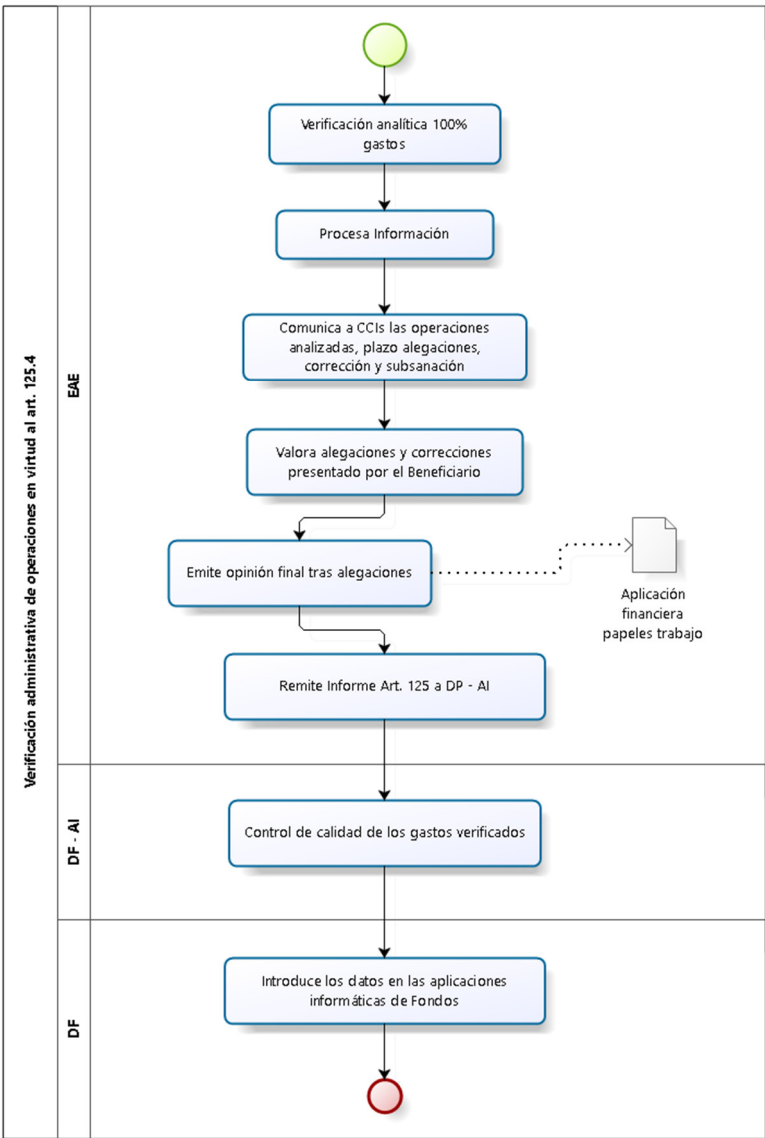 Verificación administrativa de operaciones en virtud al art. 125.4
EAE
Verificación analítica 100%
gastos
Procesa Información
Comunica a CCIs las operaciones
analizadas, plazo alegaciones,
corrección y subsanación
Valora alegaciones y correcciones
presentado por el Beneficiario
Emite opinión final tras alegaciones
Aplicación
financiera
papeles trabajo
Remite Informe Art. 125 a DP - AI
DF - AI
Control de calidad de los gastos verificados
DF
Introduce los datos en las aplicaciones
informáticas de Fondos